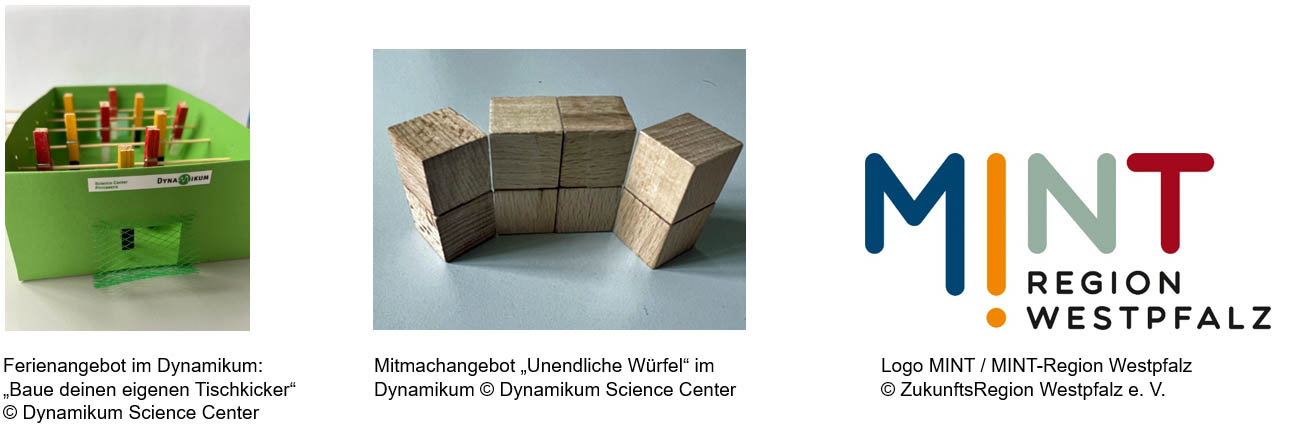 Science Center
Pirmasens
DYNAMIKUM
MINT
REGION
WESTPFALZ
Ferienangebot im Dynamikum:
„Baue deinen eigenen Tischkicker“
© Dynamikum Science Center
Mitmachangebot „Unendliche Würfel“ im
Dynamikum © Dynamikum Science Center
Logo MINT / MINT-Region Westpfalz
© ZukunftsRegion Westpfalz e. V.